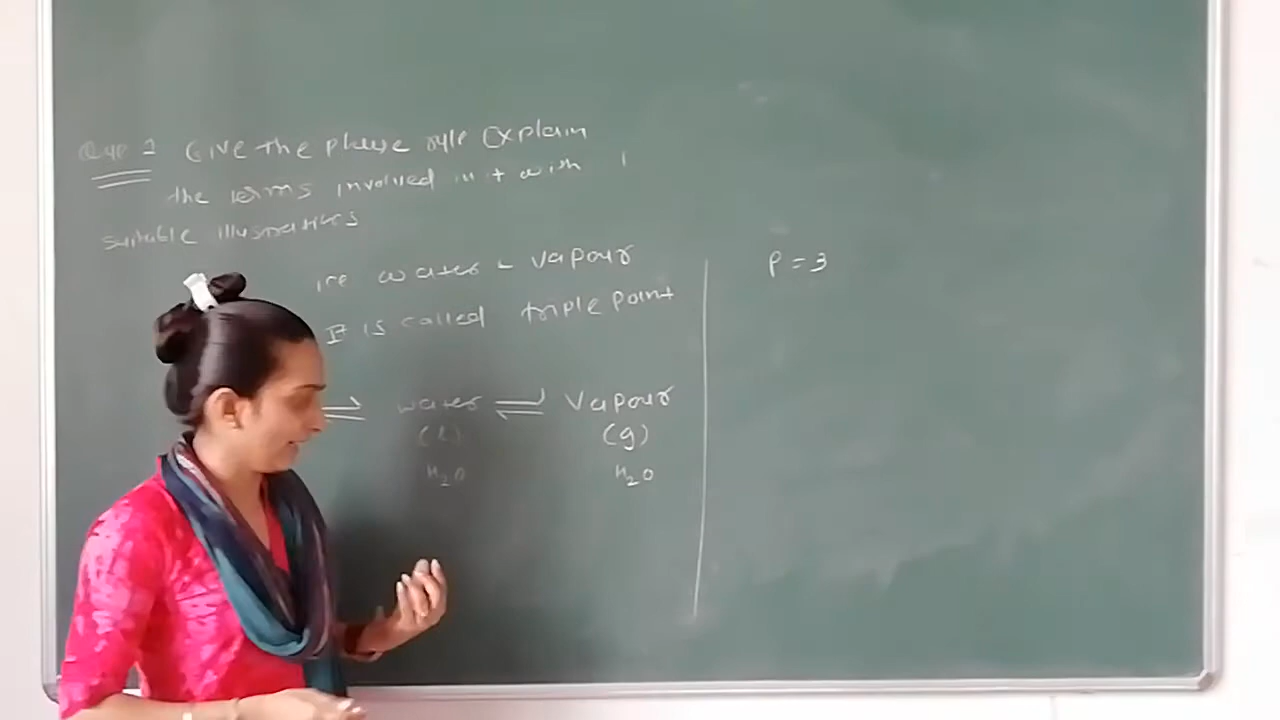 Que 1 Give the phase rule Explain
the terms involved in it with
suitable illustrations
ice water & vapour
It is called triple point
⇌ water ⇌ Vapour
(l) (g)
H2O H2O
P = 3